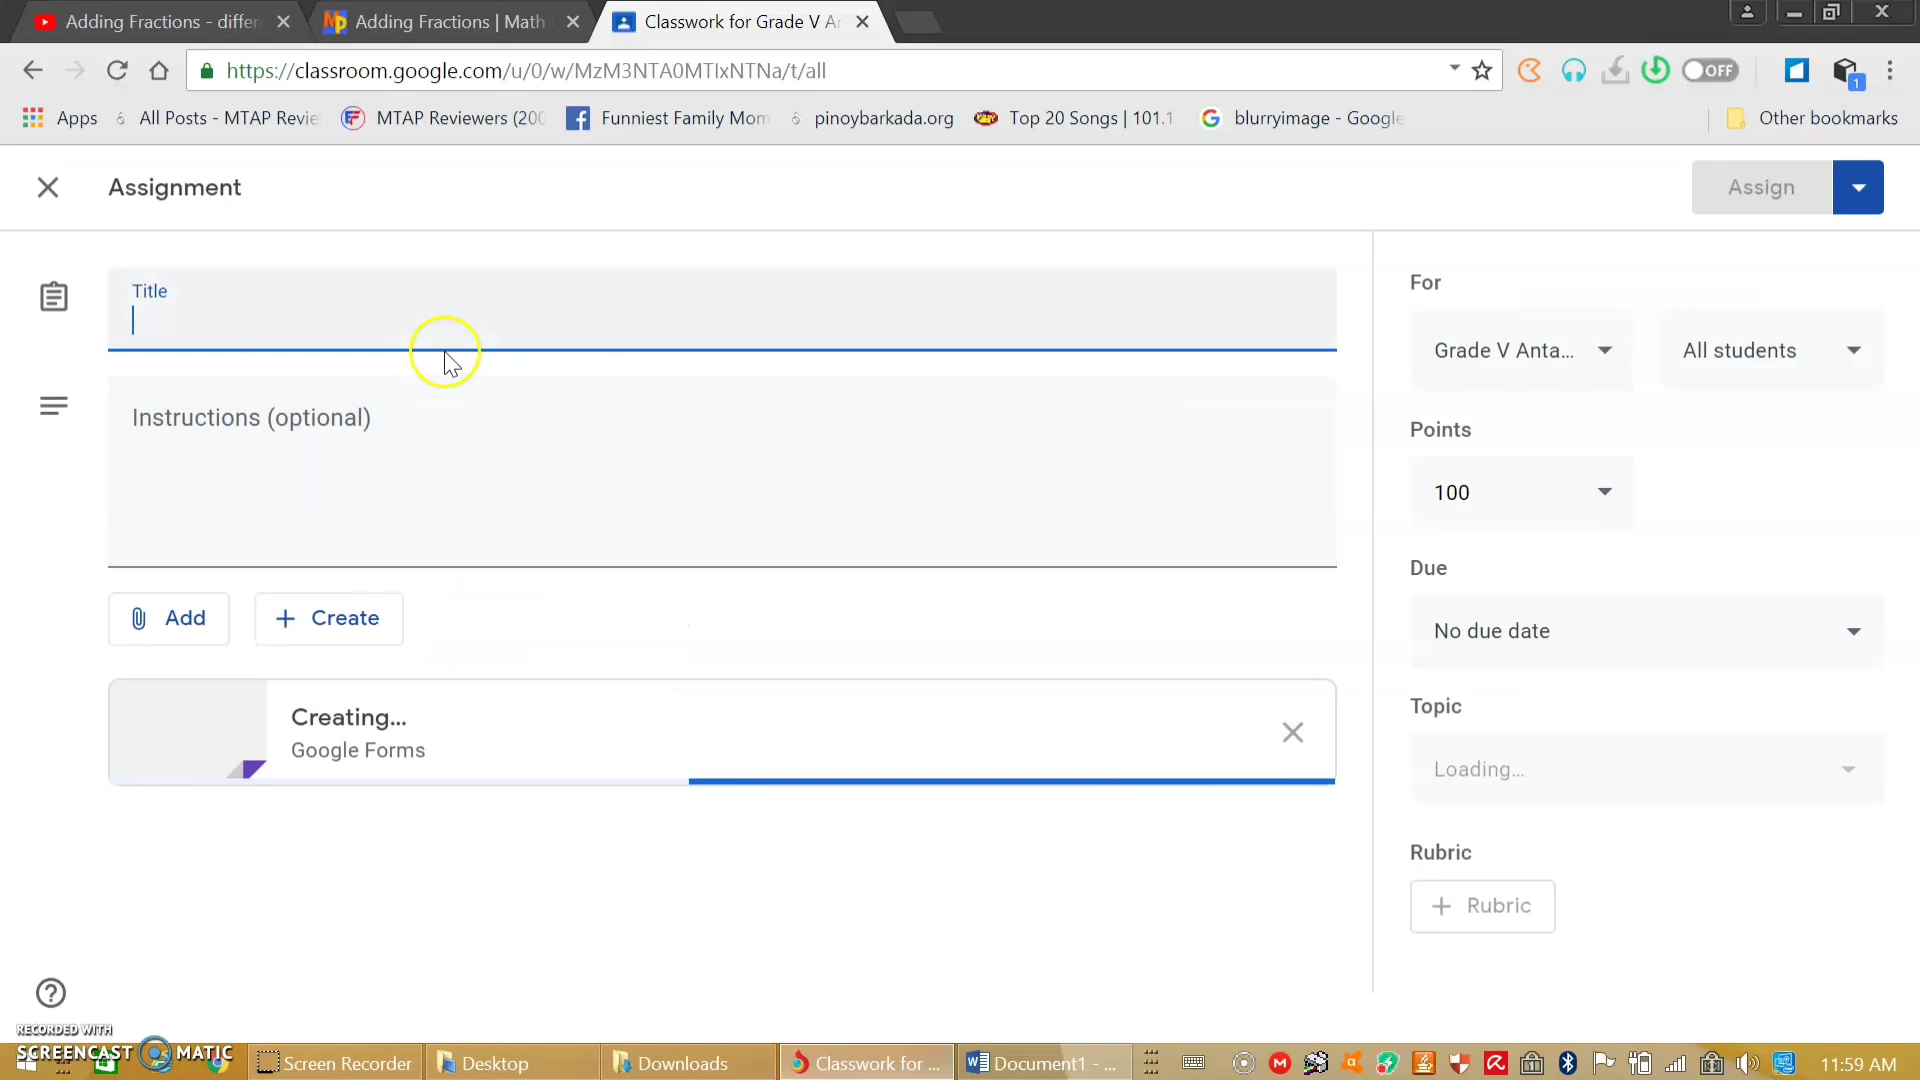 Adding Fractions - differ
Adding Fractions | Math
Classwork for Grade V An
https://classroom.google.com/u/0/w/MzM3NTA0MTIxNTNa/t/all
OFF
1
Apps
All Posts - MTAP Revie
MTAP Reviewers (200
Funniest Family Mom
pinoybarkada.org
Top 20 Songs | 101.1
blurryimage - Google
Other bookmarks
Assignment
Assign
Title
For
Grade V Anta...
All students
Instructions (optional)
Points
100
Due
Add
Create
No due date
Creating...
Google Forms
Topic
Loading...
Rubric
Rubric
RECORDED WITH
SCREENCAST MATIC
Screen Recorder
Desktop
Downloads
Classwork for ...
Document1 - ...
11:59 AM